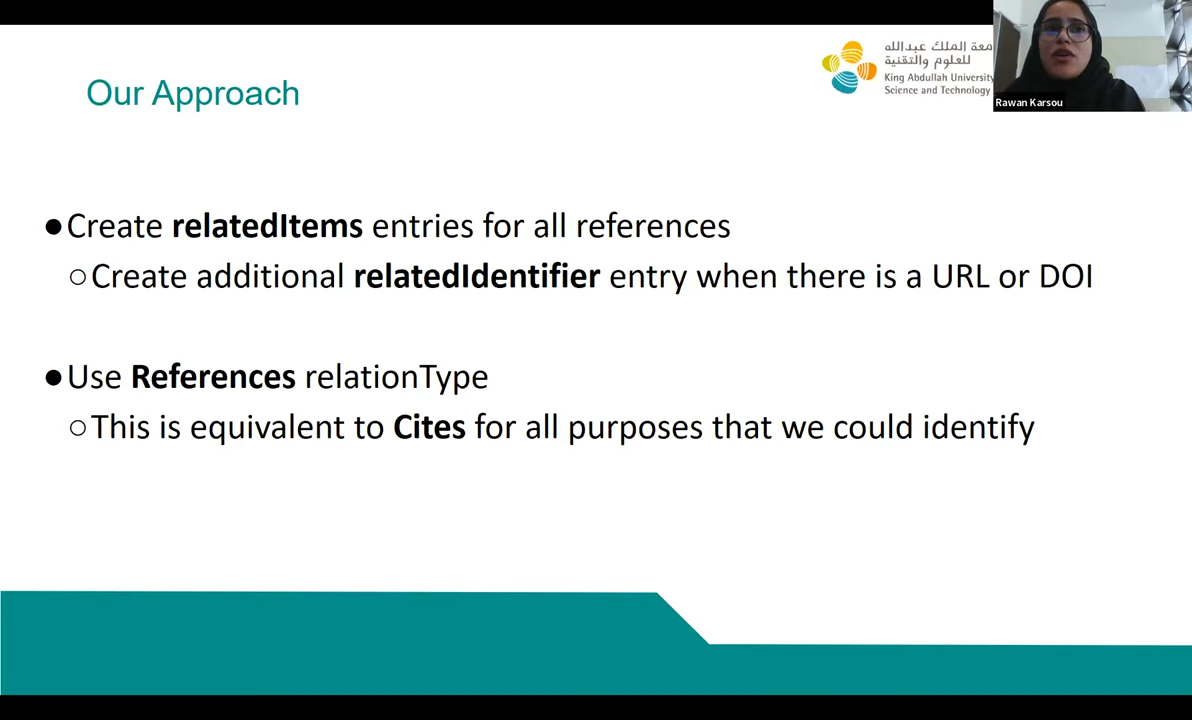 Our Approach
معة الملك عبدالله
للعلوم والتقنية
King Abdullah University
Science and Technology
Rawan Karsou
●Create relatedItems entries for all references
○Create additional relatedIdentifier entry when there is a URL or DOI
●Use References relationType
○This is equivalent to Cites for all purposes that we could identify